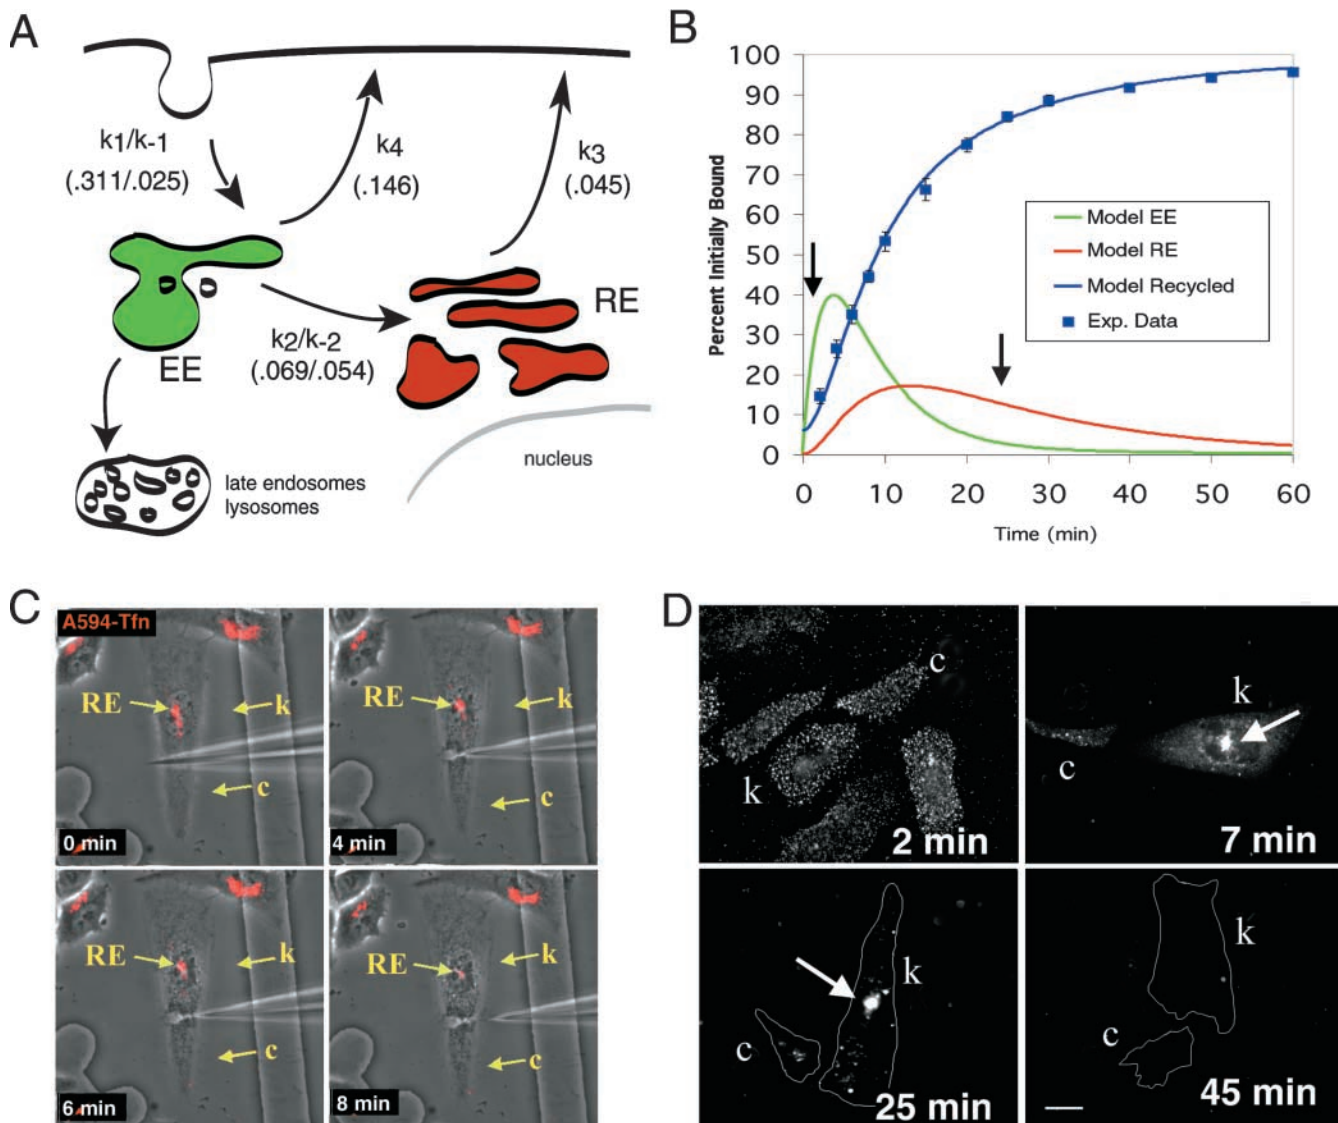 A
k1/k-1
(.311/.025)
k4
(.146)
k3
(.045)
EE
k2/k-2
(.069/.054)
RE
nucleus
late endosomes
lysosomes
B
Percent Initially Bound
100
90
80
70
60
50
40
30
20
10
0
Model EE
Model RE
Model Recycled
Exp. Data
0 10 20 30 40 50 60
Time (min)
C
A594-Tfn
RE
k
c
0 min
RE
k
c
4 min
RE
k
c
6 min
RE
k
c
8 min
D
c
k
2 min
k
c
7 min
k
c
25 min
k
c
45 min